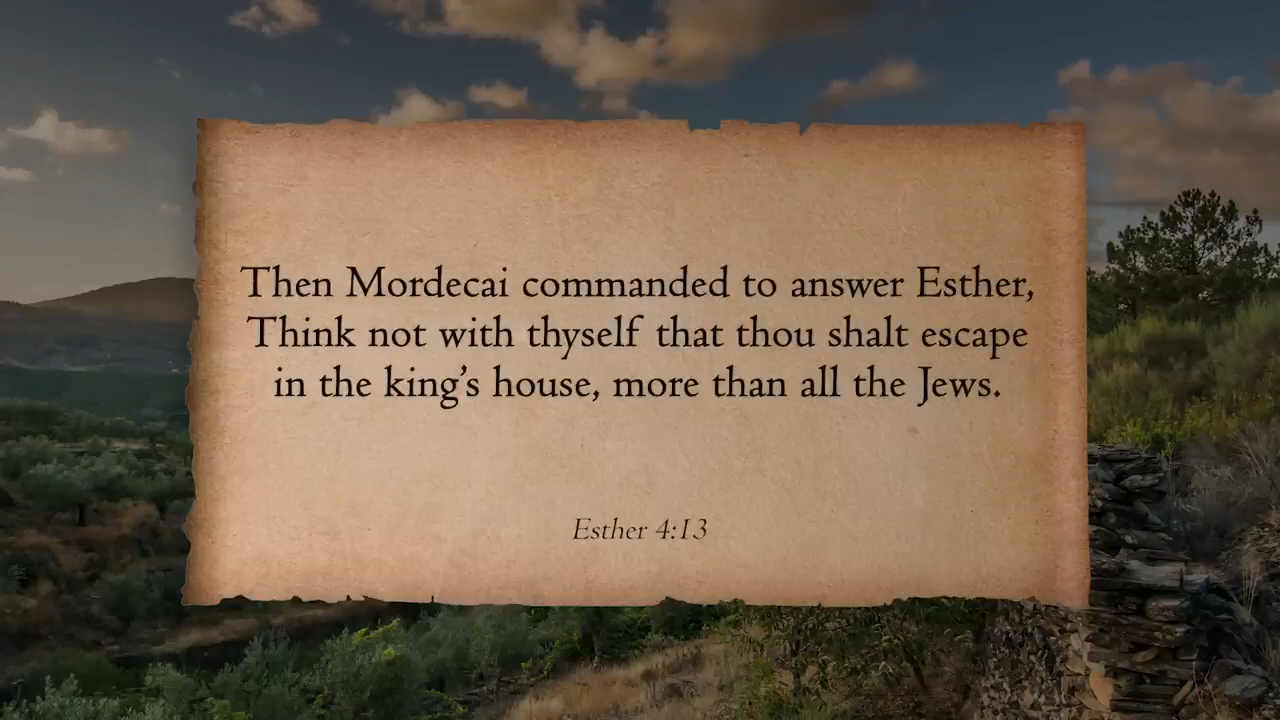 Then Mordecai commanded to answer Esther,
Think not with thyself that thou shalt escape
in the king’s house, more than all the Jews.
Esther 4:13